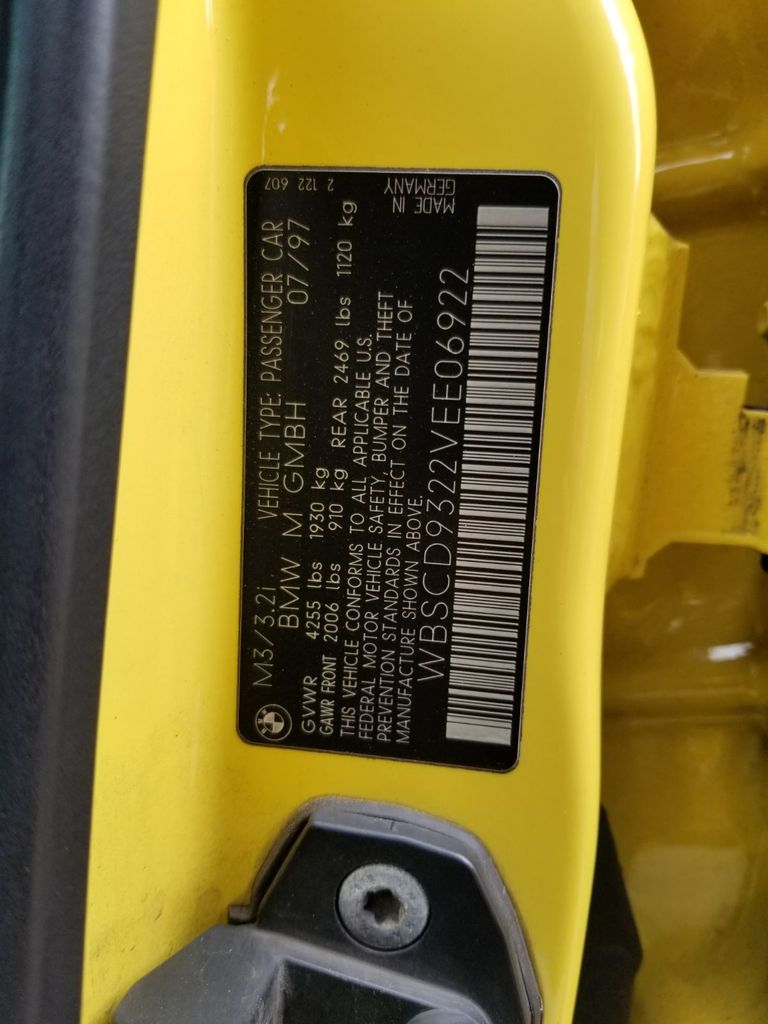 M3/3.2i VEHICLE TYPE: PASSENGER CAR 2 122 607
BMW M GMBH 07/97
GVWR 4255 lbs 1930 kg
GAWR FRONT 2006 lbs 910 kg REAR 2469 lbs 1120 kg
THIS VEHICLE CONFORMS TO ALL APPLICABLE U.S.
FEDERAL MOTOR VEHICLE SAFETY, BUMPER AND THEFT
PREVENTION STANDARDS IN EFFECT ON THE DATE OF
MANUFACTURE SHOWN ABOVE.
MADE IN
GERMANY
WBSCD9322VEE06922